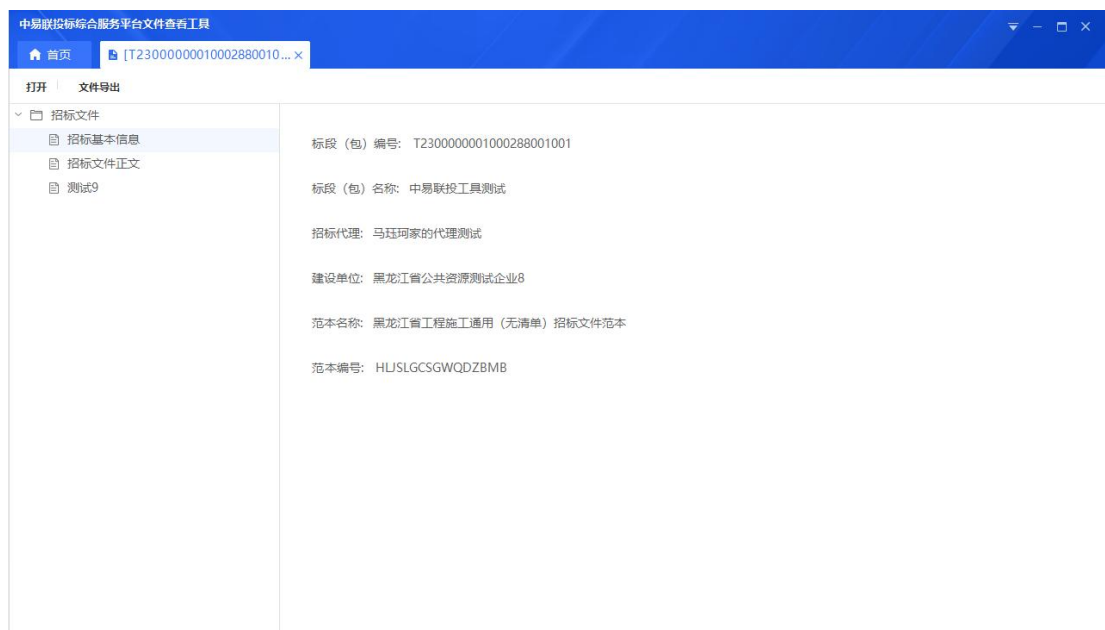 中易联投标综合服务平台文件查看工具
首页
[T23000000010002880010...
打开 文件导出
招标文件
招标基本信息
招标文件正文
测试9
标段（包）编号: T2300000001000288001001
标段（包）名称: 中易联投工具测试
招标代理: 马珏珂家的代理测试
建设单位: 黑龙江省公共资源测试企业8
范本名称: 黑龙江省工程施工通用（无清单）招标文件范本
范本编号: HLJSLGCSGWQDZBMB